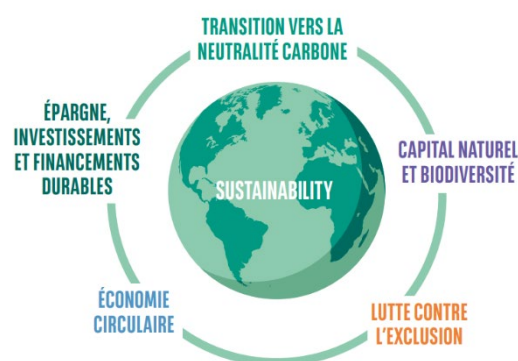 TRANSITION VERS LA
NEUTRALITÉ CARBONE
ÉPARGNE,
INVESTISSEMENTS
ET FINANCEMENTS
DURABLES
CAPITAL NATUREL
ET BIODIVERSITÉ
SUSTAINABILITY
ÉCONOMIE
CIRCULAIRE
LUTTE CONTRE
L'EXCLUSION